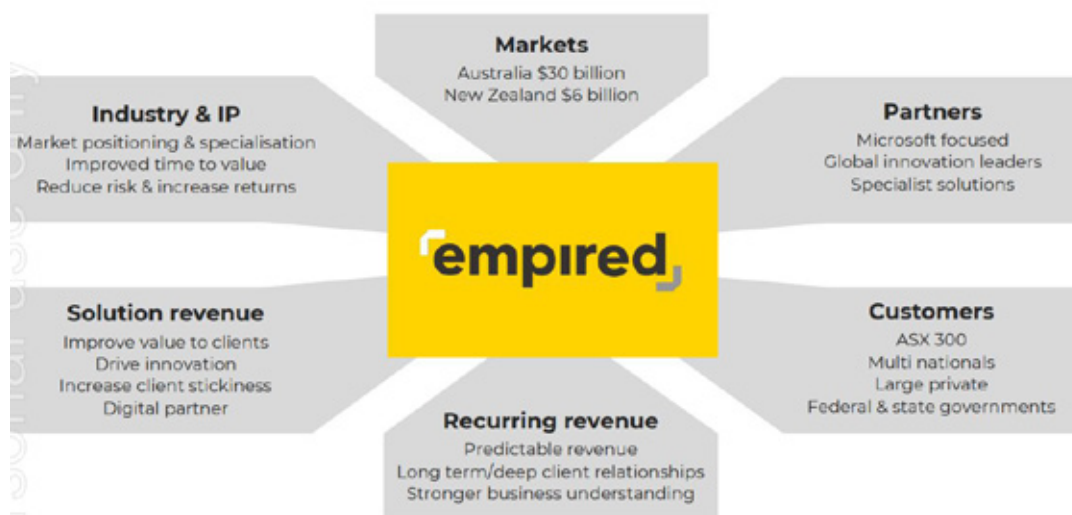 Markets
Australia $30 billion
New Zealand $6 billion
Industry & IP
Market positioning & specialisation
Improved time to value
Reduce risk & increase returns
Partners
Microsoft focused
Global innovation leaders
Specialist solutions
empired
Solution revenue
Improve value to clients
Drive innovation
Increase client stickiness
Digital partner
Customers
ASX 300
Multi nationals
Large private
Federal & state governments
Recurring revenue
Predictable revenue
Long term/deep client relationships
Stronger business understanding